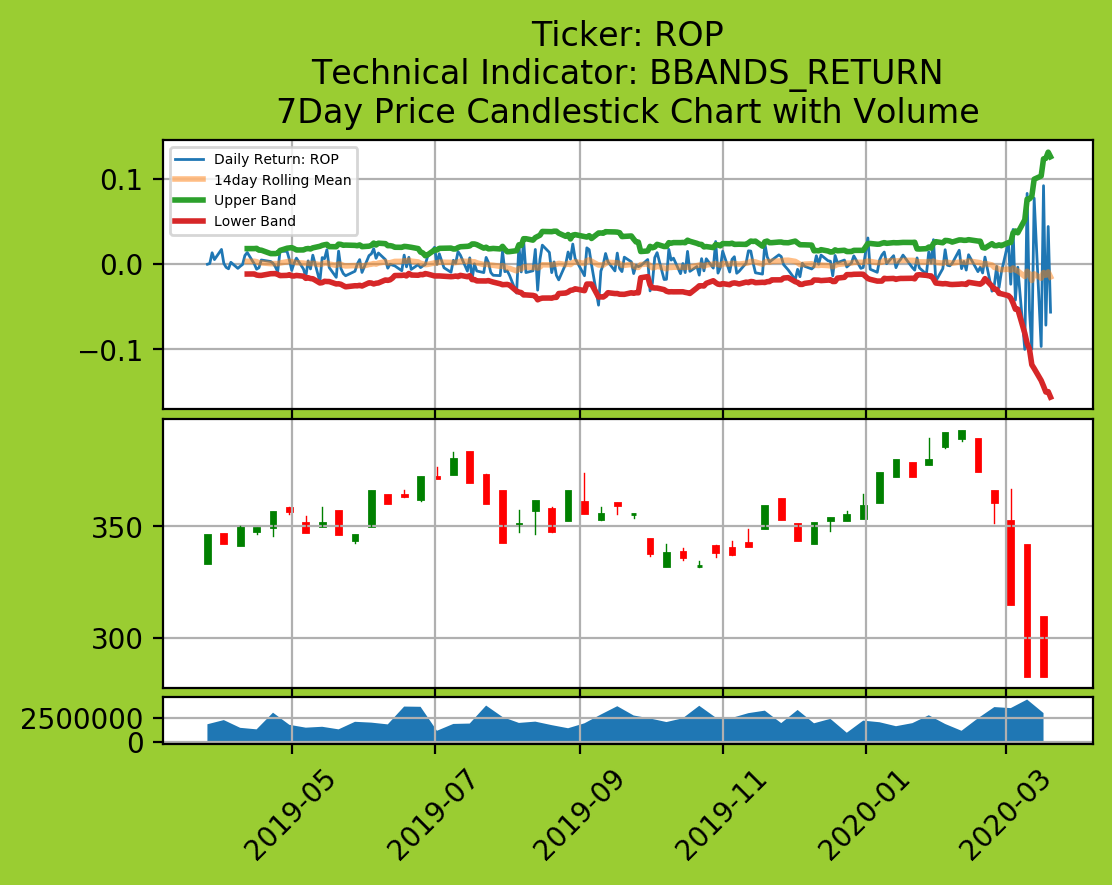 Ticker: ROP
Technical Indicator: BBANDS_RETURN
7Day Price Candlestick Chart with Volume
Daily Return: ROP
14day Rolling Mean
Upper Band
Lower Band
0.1
0.0
−0.1
350
300
2500000
0
2019-05
2019-07
2019-09
2019-11
2020-01
2020-03